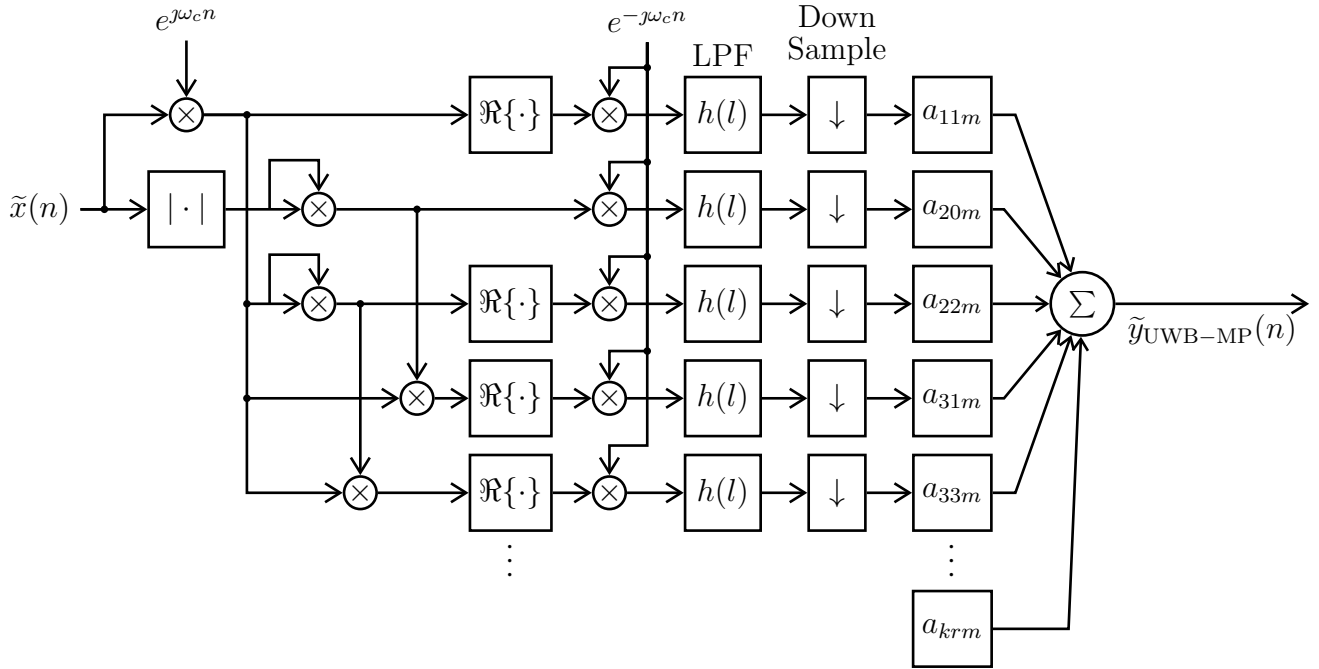 Down
e^{jω_c n} e^{-jω_c n} Sample
LPF
× ℜ{·} × h(l) ↓ a_{11m}
x̃(n) |·| × × h(l) ↓ a_{20m}
× ℜ{·} × h(l) ↓ a_{22m} Σ
ỹ_{UWB−MP}(n)
× ℜ{·} × h(l) ↓ a_{31m}
× ℜ{·} × h(l) ↓ a_{33m}
⋮ ⋮
a_{krm}